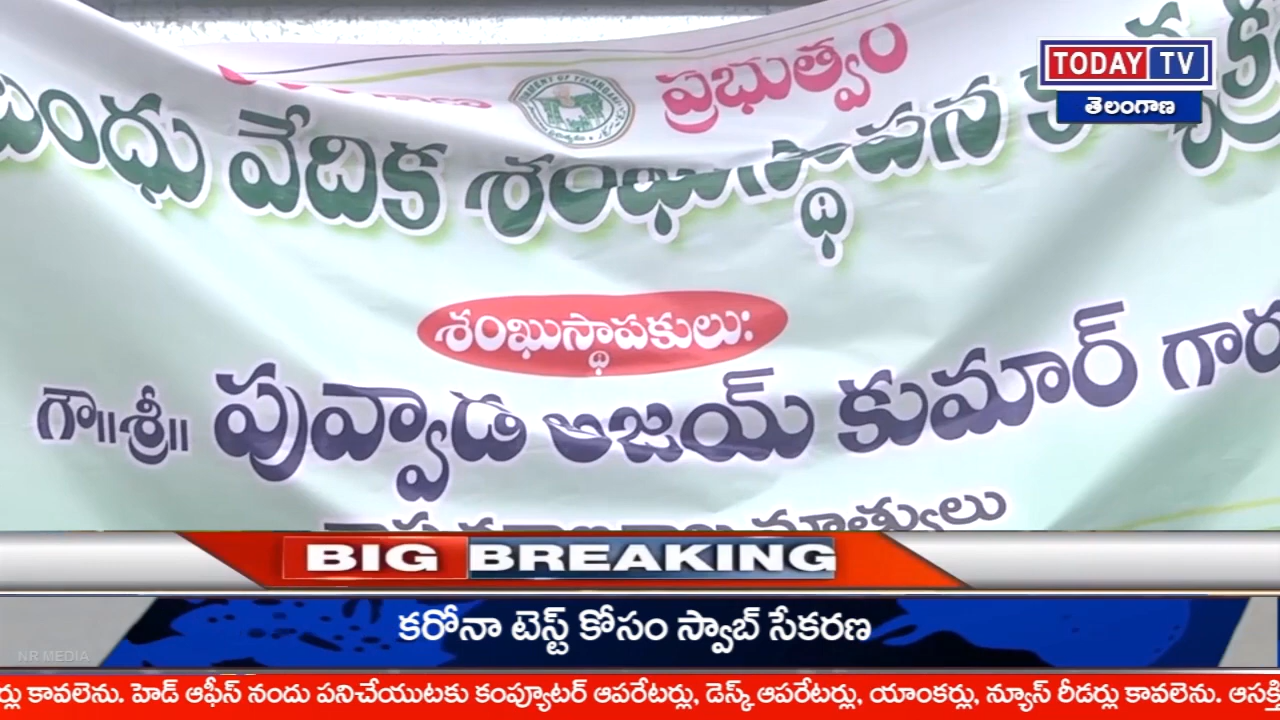 TODAY TV
తెలంగాణ
ప్రభుత్వం
వేదిక శంఖుస్థాపన
శంఖుస్థాపకులు:
గౌ॥శ్రీ॥ పువ్వాడ అజయ్ కుమార్
BIG BREAKING
కరోనా టెస్ట్ కోసం స్వాబ్ సేకరణ
NR MEDIA
కావలెను. హెడ్ ఆఫీస్ నందు పనిచేయుటకు కంప్యూటర్ ఆపరేటర్లు, డెస్క్ ఆపరేటర్లు, యాంకర్లు, న్యూస్ రీడర్లు కావలెను.